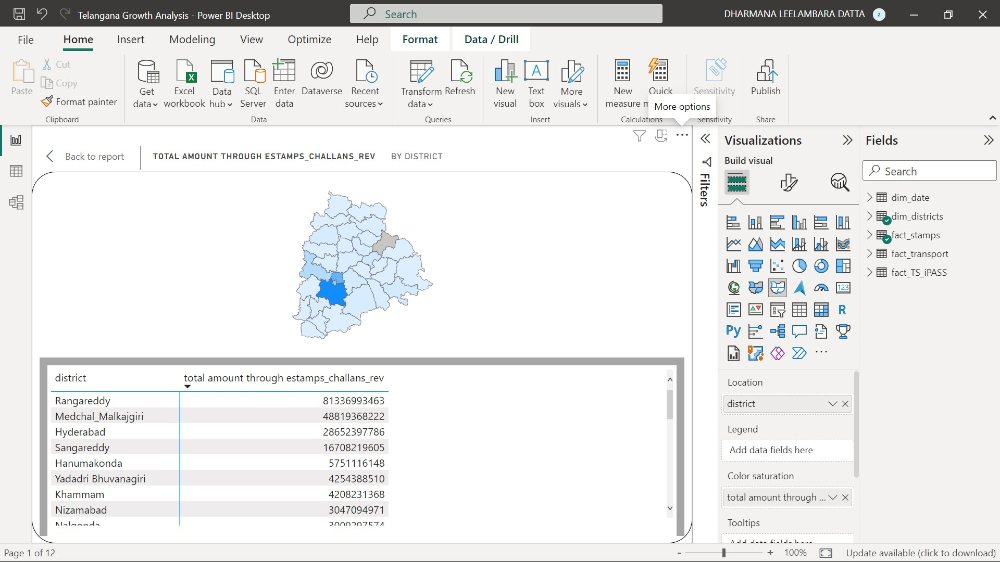 Telangana Growth Analysis - Power BI Desktop
Search
DHARMANA LEELAMBARA DATTA
File
Home
Insert
Modeling
View
Optimize
Help
Format
Data / Drill
Paste
Cut
Copy
Format painter
Clipboard
Get data
Excel workbook
Data hub
SQL Server
Enter data
Dataverse
Recent sources
Data
Transform data
Refresh
Queries
New visual
Text box
More visuals
Insert
New measure
Quick
More options
Calculations
Sensitivity
Sensitivity
Publish
Share
Back to report
TOTAL AMOUNT THROUGH ESTAMPS_CHALLANS_REV BY DISTRICT
district total amount through estamps_challans_rev
Rangareddy 81336993463
Medchal_Malkajgiri 48819368222
Hyderabad 28652397786
Sangareddy 16708219605
Hanumakonda 5751116148
Yadadri Bhuvanagiri 4254388510
Khammam 4208231368
Nizamabad 3047094971
Nalgonda 3009297574
Filters
Visualizations
Build visual
123
R
Py
Location
district
Legend
Add data fields here
Color saturation
total amount through ...
Tooltips
Add data fields here
Fields
Search
dim_date
dim_districts
fact_stamps
fact_transport
fact_TS_iPASS
Page 1 of 12
- + 100%
Update available (click to download)